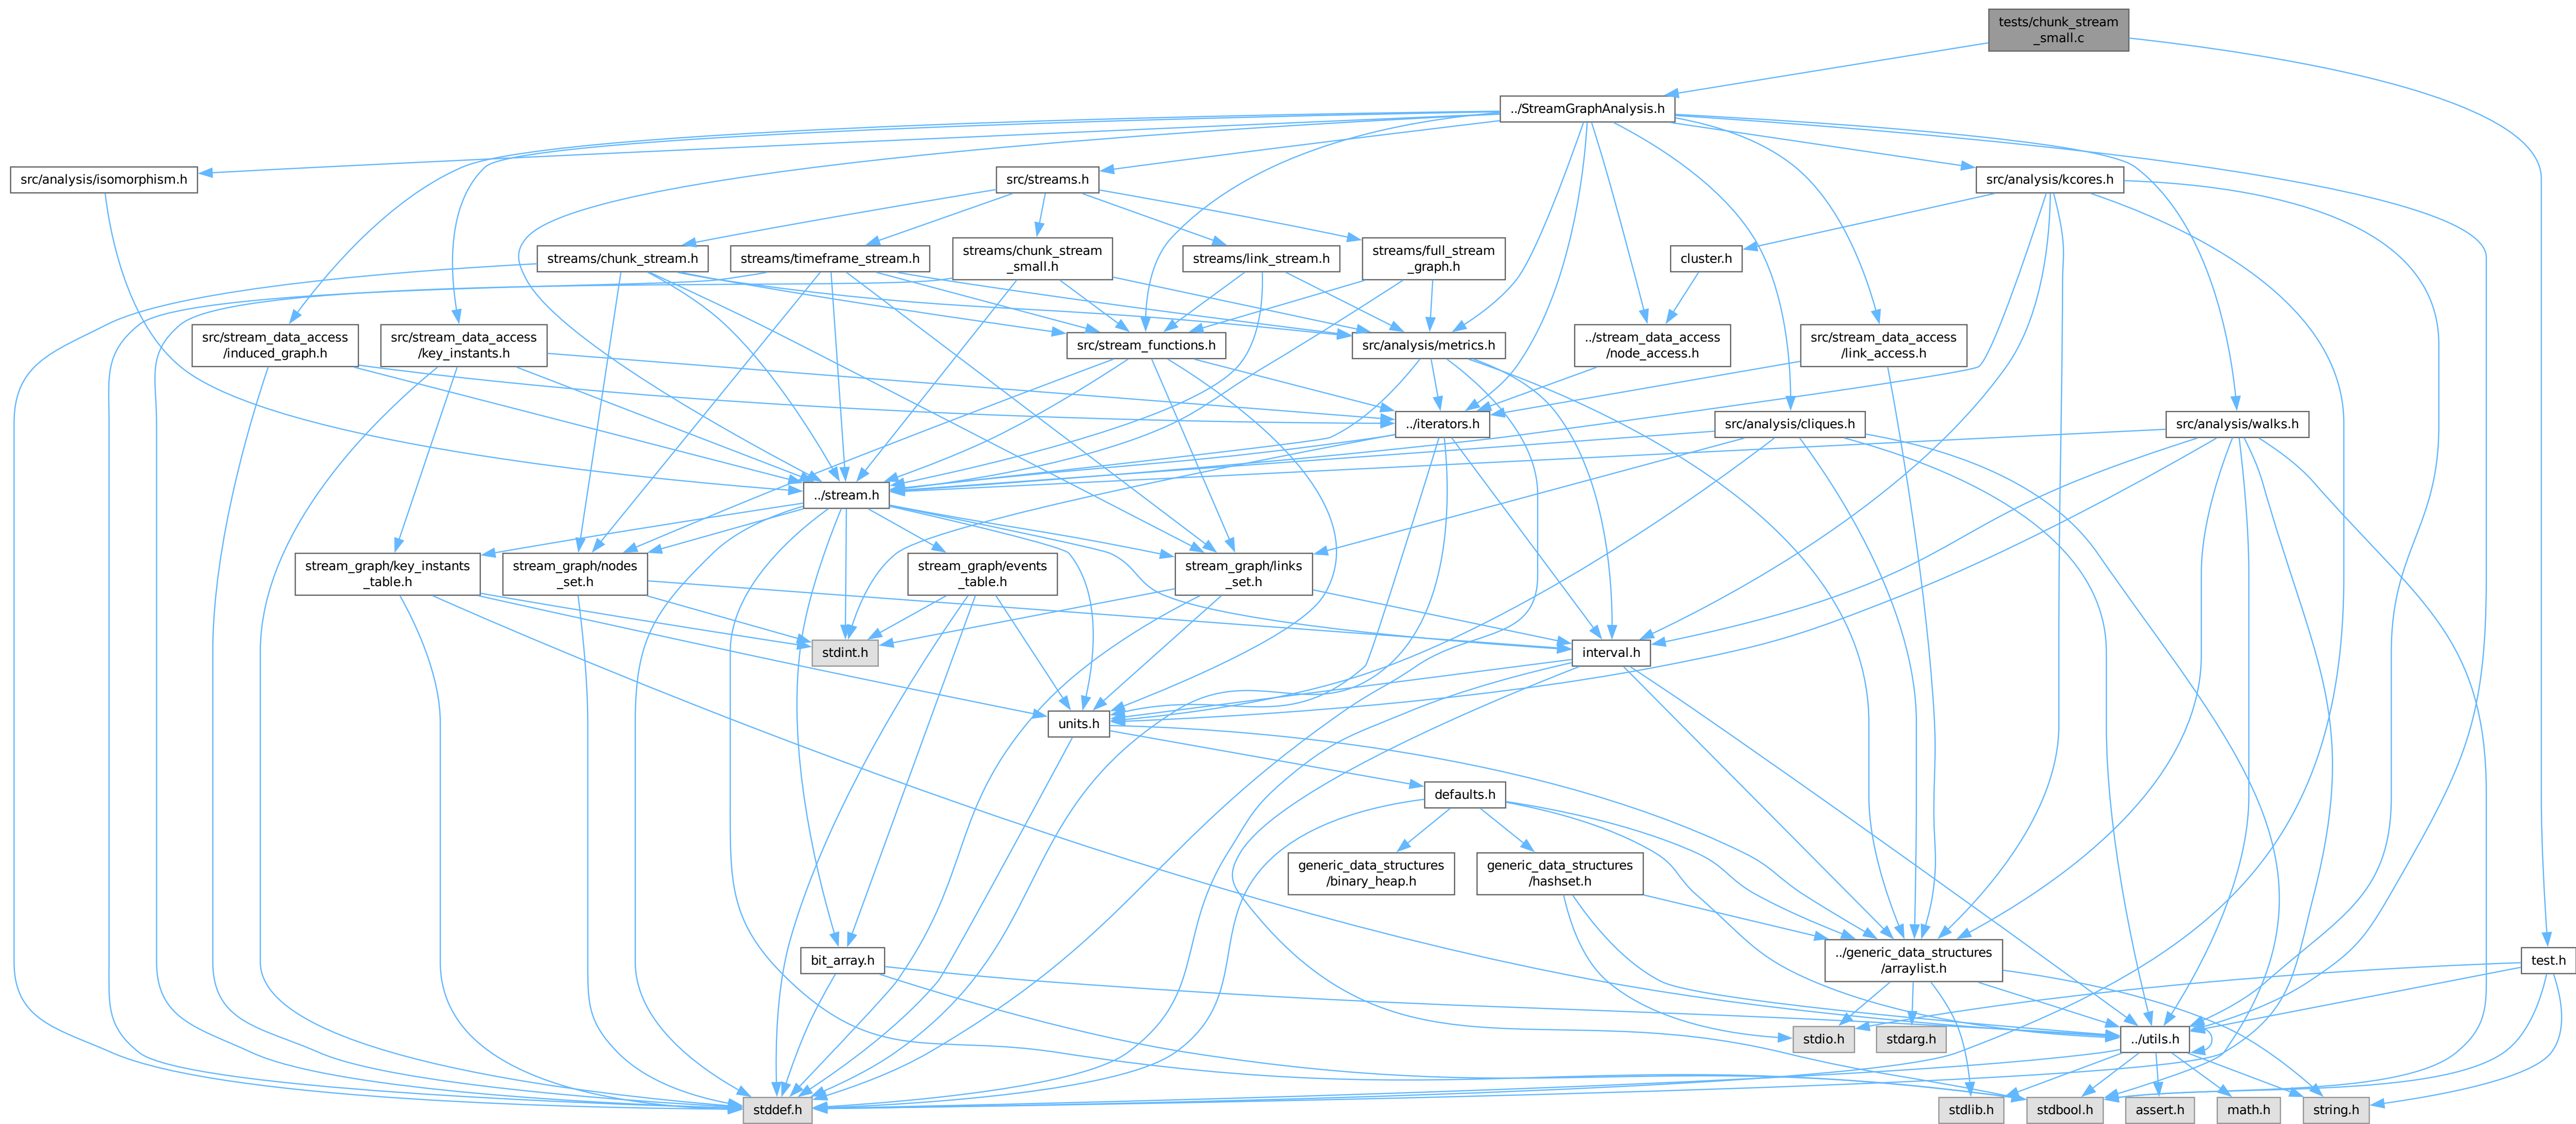 tests/chunk_stream
_small.c
../StreamGraphAnalysis.h
src/analysis/isomorphism.h
src/streams.h
src/analysis/kcores.h
streams/chunk_stream.h
streams/timeframe_stream.h
streams/chunk_stream
_small.h
streams/link_stream.h
streams/full_stream
_graph.h
cluster.h
src/stream_data_access
/induced_graph.h
src/stream_data_access
/key_instants.h
src/stream_functions.h
src/analysis/metrics.h
../stream_data_access
/node_access.h
src/stream_data_access
/link_access.h
../iterators.h
src/analysis/cliques.h
src/analysis/walks.h
../stream.h
stream_graph/key_instants
_table.h
stream_graph/nodes
_set.h
stream_graph/events
_table.h
stream_graph/links
_set.h
stdint.h
interval.h
units.h
defaults.h
generic_data_structures
/binary_heap.h
generic_data_structures
/hashset.h
bit_array.h
../generic_data_structures
/arraylist.h
test.h
stdio.h
stdarg.h
../utils.h
stddef.h
stdlib.h
stdbool.h
assert.h
math.h
string.h